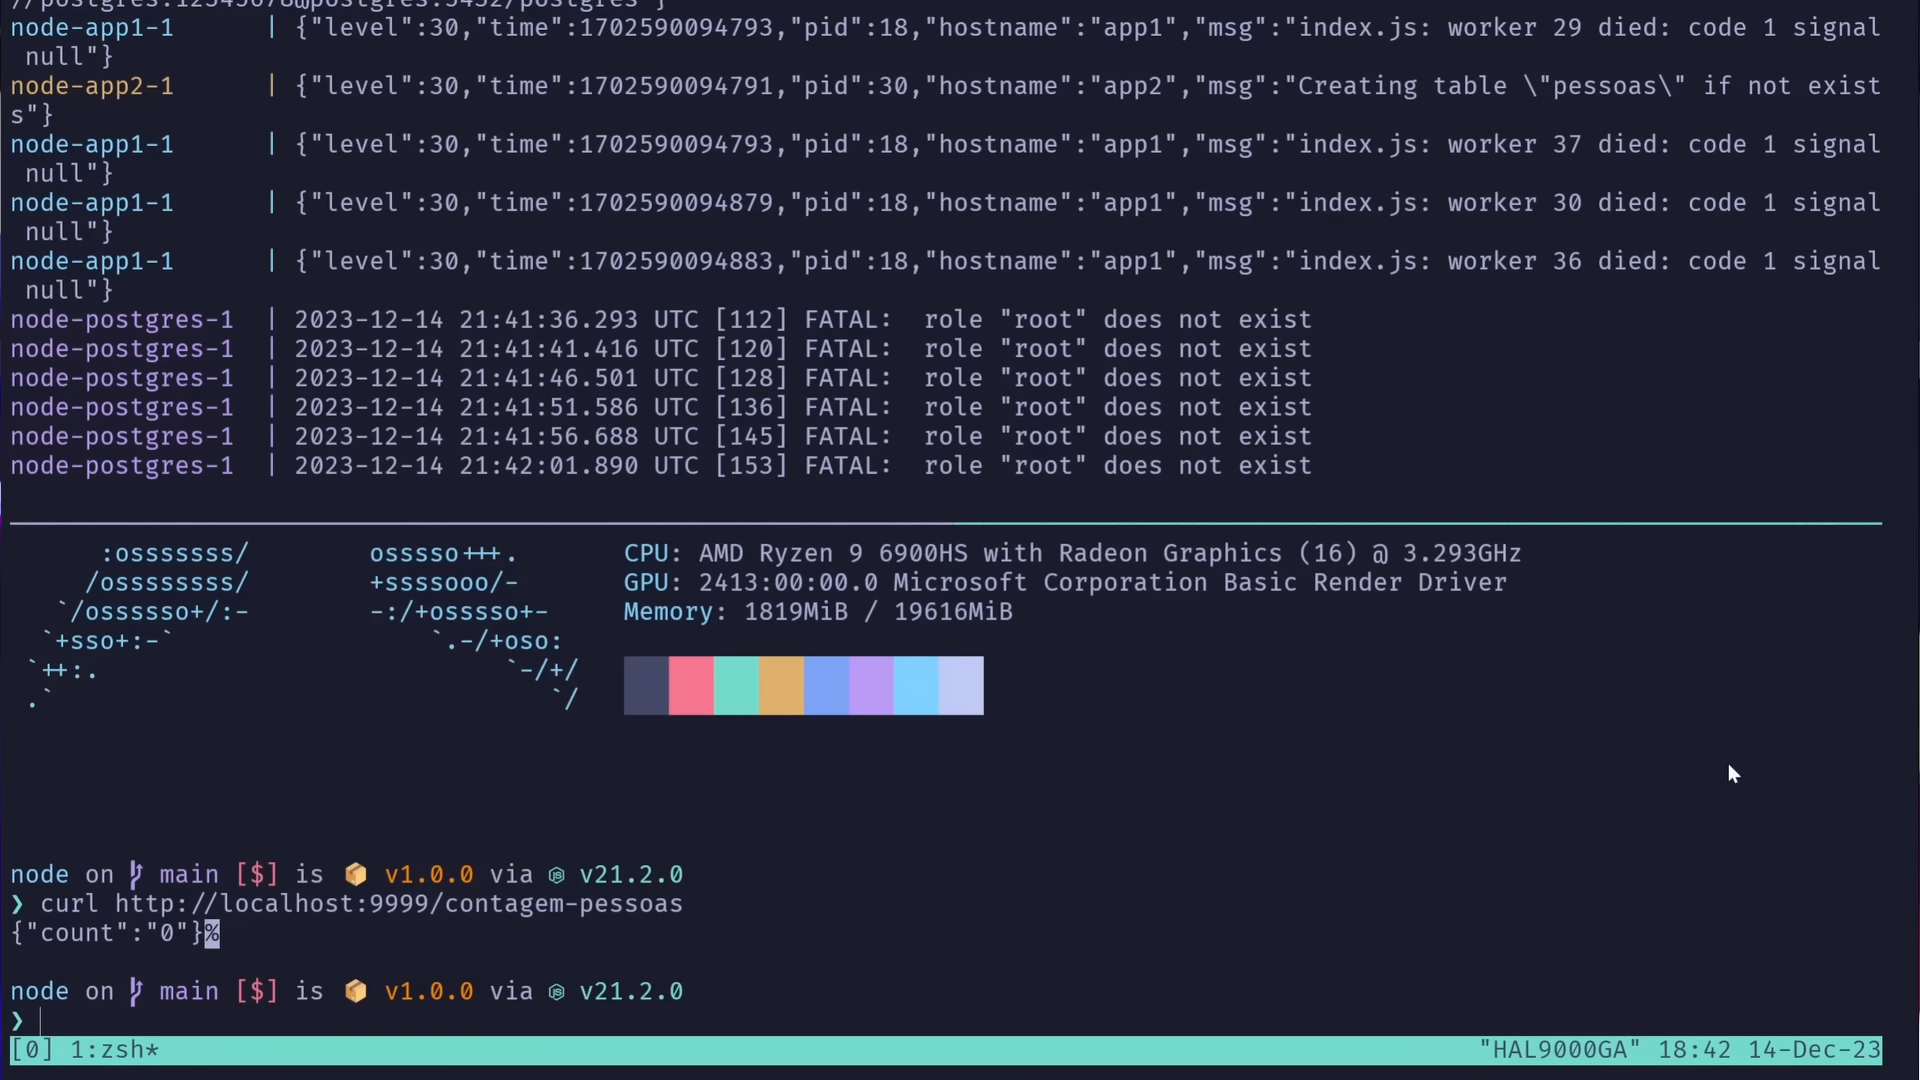 //postgres:12345678@postgres:5432/postgres"}
node-app1-1      | {"level":30,"time":1702590094793,"pid":18,"hostname":"app1","msg":"index.js: worker 29 died: code 1 signal
 null"}
node-app2-1      | {"level":30,"time":1702590094791,"pid":30,"hostname":"app2","msg":"Creating table \"pessoas\" if not exist
s"}
node-app1-1      | {"level":30,"time":1702590094793,"pid":18,"hostname":"app1","msg":"index.js: worker 37 died: code 1 signal
 null"}
node-app1-1      | {"level":30,"time":1702590094879,"pid":18,"hostname":"app1","msg":"index.js: worker 30 died: code 1 signal
 null"}
node-app1-1      | {"level":30,"time":1702590094883,"pid":18,"hostname":"app1","msg":"index.js: worker 36 died: code 1 signal
 null"}
node-postgres-1  | 2023-12-14 21:41:36.293 UTC [112] FATAL:  role "root" does not exist
node-postgres-1  | 2023-12-14 21:41:41.416 UTC [120] FATAL:  role "root" does not exist
node-postgres-1  | 2023-12-14 21:41:46.501 UTC [128] FATAL:  role "root" does not exist
node-postgres-1  | 2023-12-14 21:41:51.586 UTC [136] FATAL:  role "root" does not exist
node-postgres-1  | 2023-12-14 21:41:56.688 UTC [145] FATAL:  role "root" does not exist
node-postgres-1  | 2023-12-14 21:42:01.890 UTC [153] FATAL:  role "root" does not exist
      :osssssss/        osssso+++.       CPU: AMD Ryzen 9 6900HS with Radeon Graphics (16) @ 3.293GHz
     /ossssssss/        +ssssooo/-       GPU: 2413:00:00.0 Microsoft Corporation Basic Render Driver
   `/ossssso+/:-        -:/+osssso+-     Memory: 1819MiB / 19616MiB
  `+sso+:-`                 `.-/+oso:
 `++:.                           `-/+/
 .`                                 `/
node on main [$] is 📦 v1.0.0 via v21.2.0
❯ curl http://localhost:9999/contagem-pessoas
{"count":"0"}%
node on main [$] is 📦 v1.0.0 via v21.2.0
❯
[0] 1:zsh*                    "HAL9000GA" 18:42 14-Dec-23